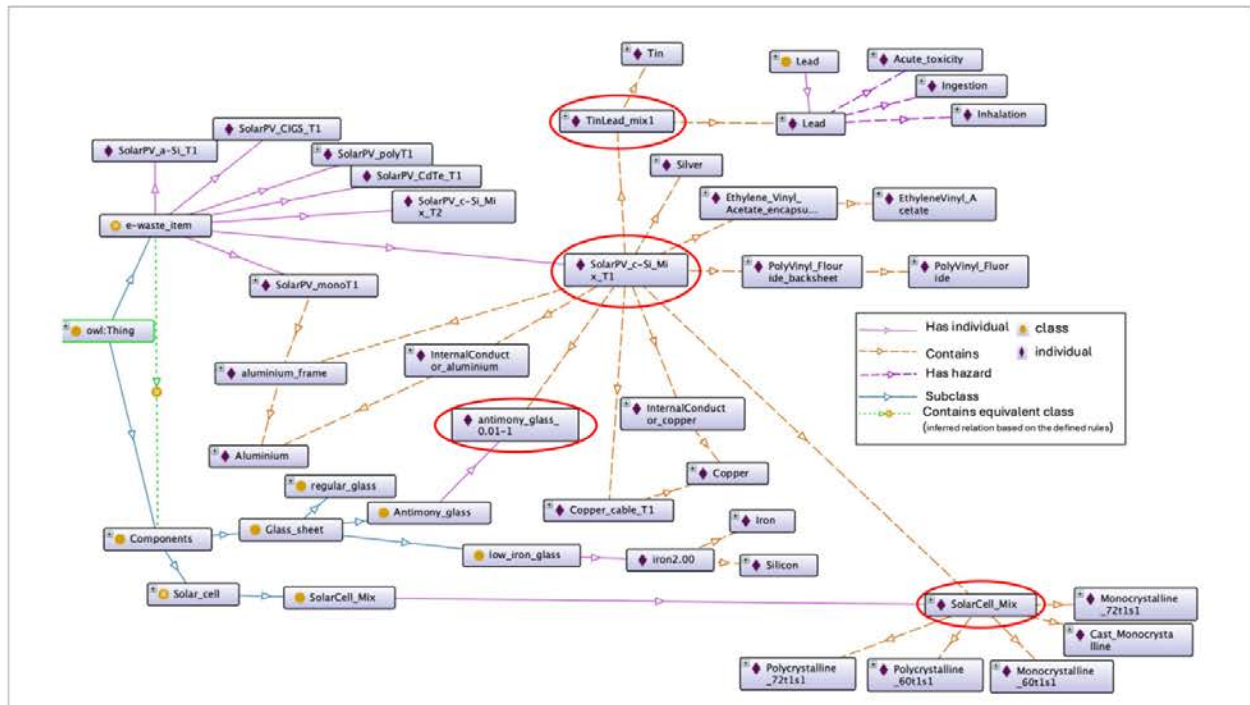 Tin
Lead
Acute_toxicity
Ingestion
Inhalation
TinLead_mix1
Lead
SolarPV_CIGS_T1
SolarPV_a-Si_T1
SolarPV_polyT1
SolarPV_CdTe_T1
SolarPV_c-Si_Mi
x_T2
Silver
Ethylene_Vinyl_
Acetate_encapsu...
EthyleneVinyl_A
cetate
e-waste_item
SolarPV_c-Si_Mi
x_T1
PolyVinyl_Flour
ide_backsheet
PolyVinyl_Fluor
ide
SolarPV_monoT1
owl:Thing
InternalConduct
or_aluminium
aluminium_frame
Has individual
class
Contains
individual
Has hazard
Subclass
Contains equivalent class
(inferred relation based on the defined rules)
antimony_glass_
0.01-1
InternalConduct
or_copper
Aluminium
Copper
regular_glass
Antimony_glass
Copper_cable_T1
Iron
Components
Glass_sheet
low_iron_glass
iron2.00
Silicon
Solar_cell
SolarCell_Mix
SolarCell_Mix
Monocrystalline
_72t1s1
Cast_Monocrysta
lline
Polycrystalline
_72t1s1
Polycrystalline
_60t1s1
Monocrystalline
_60t1s1